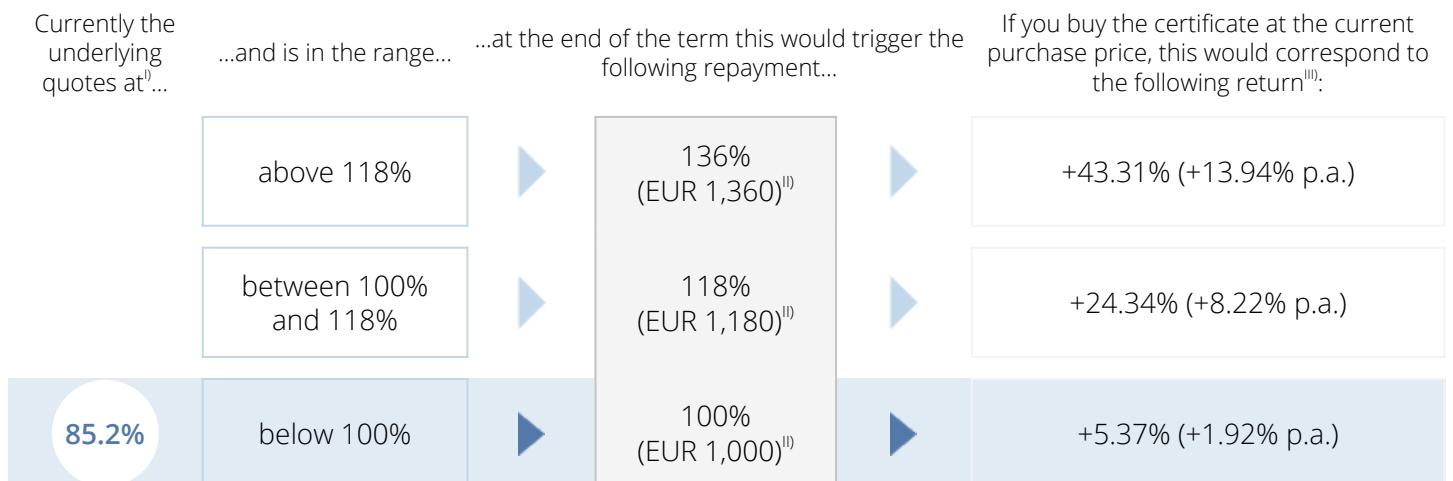 Currently the
underlying
quotes atI)...
...and is in the range...
...at the end of the term this would trigger the
following repayment...
If you buy the certificate at the current
purchase price, this would correspond to
the following returnIII):
above 118%
136%
(EUR 1,360)II)
+43.31% (+13.94% p.a.)
between 100%
and 118%
118%
(EUR 1,180)II)
+24.34% (+8.22% p.a.)
85.2%
below 100%
100%
(EUR 1,000)II)
+5.37% (+1.92% p.a.)